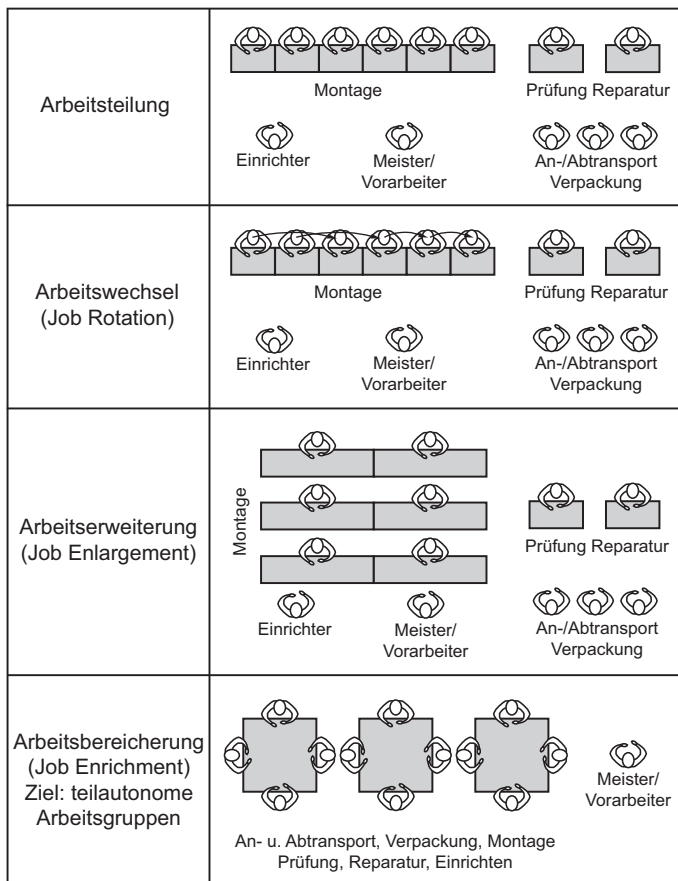 Arbeitsteilung
Montage
Prüfung Reparatur
Einrichter
Meister/
Vorarbeiter
An-/Abtransport
Verpackung
Arbeitswechsel
(Job Rotation)
Montage
Prüfung Reparatur
Einrichter
Meister/
Vorarbeiter
An-/Abtransport
Verpackung
Arbeitserweiterung
(Job Enlargement)
Montage
Prüfung Reparatur
Einrichter
Meister/
Vorarbeiter
An-/Abtransport
Verpackung
Arbeitsbereicherung
(Job Enrichment)
Ziel: teilautonome
Arbeitsgruppen
Meister/
Vorarbeiter
An- u. Abtransport, Verpackung, Montage
Prüfung, Reparatur, Einrichten